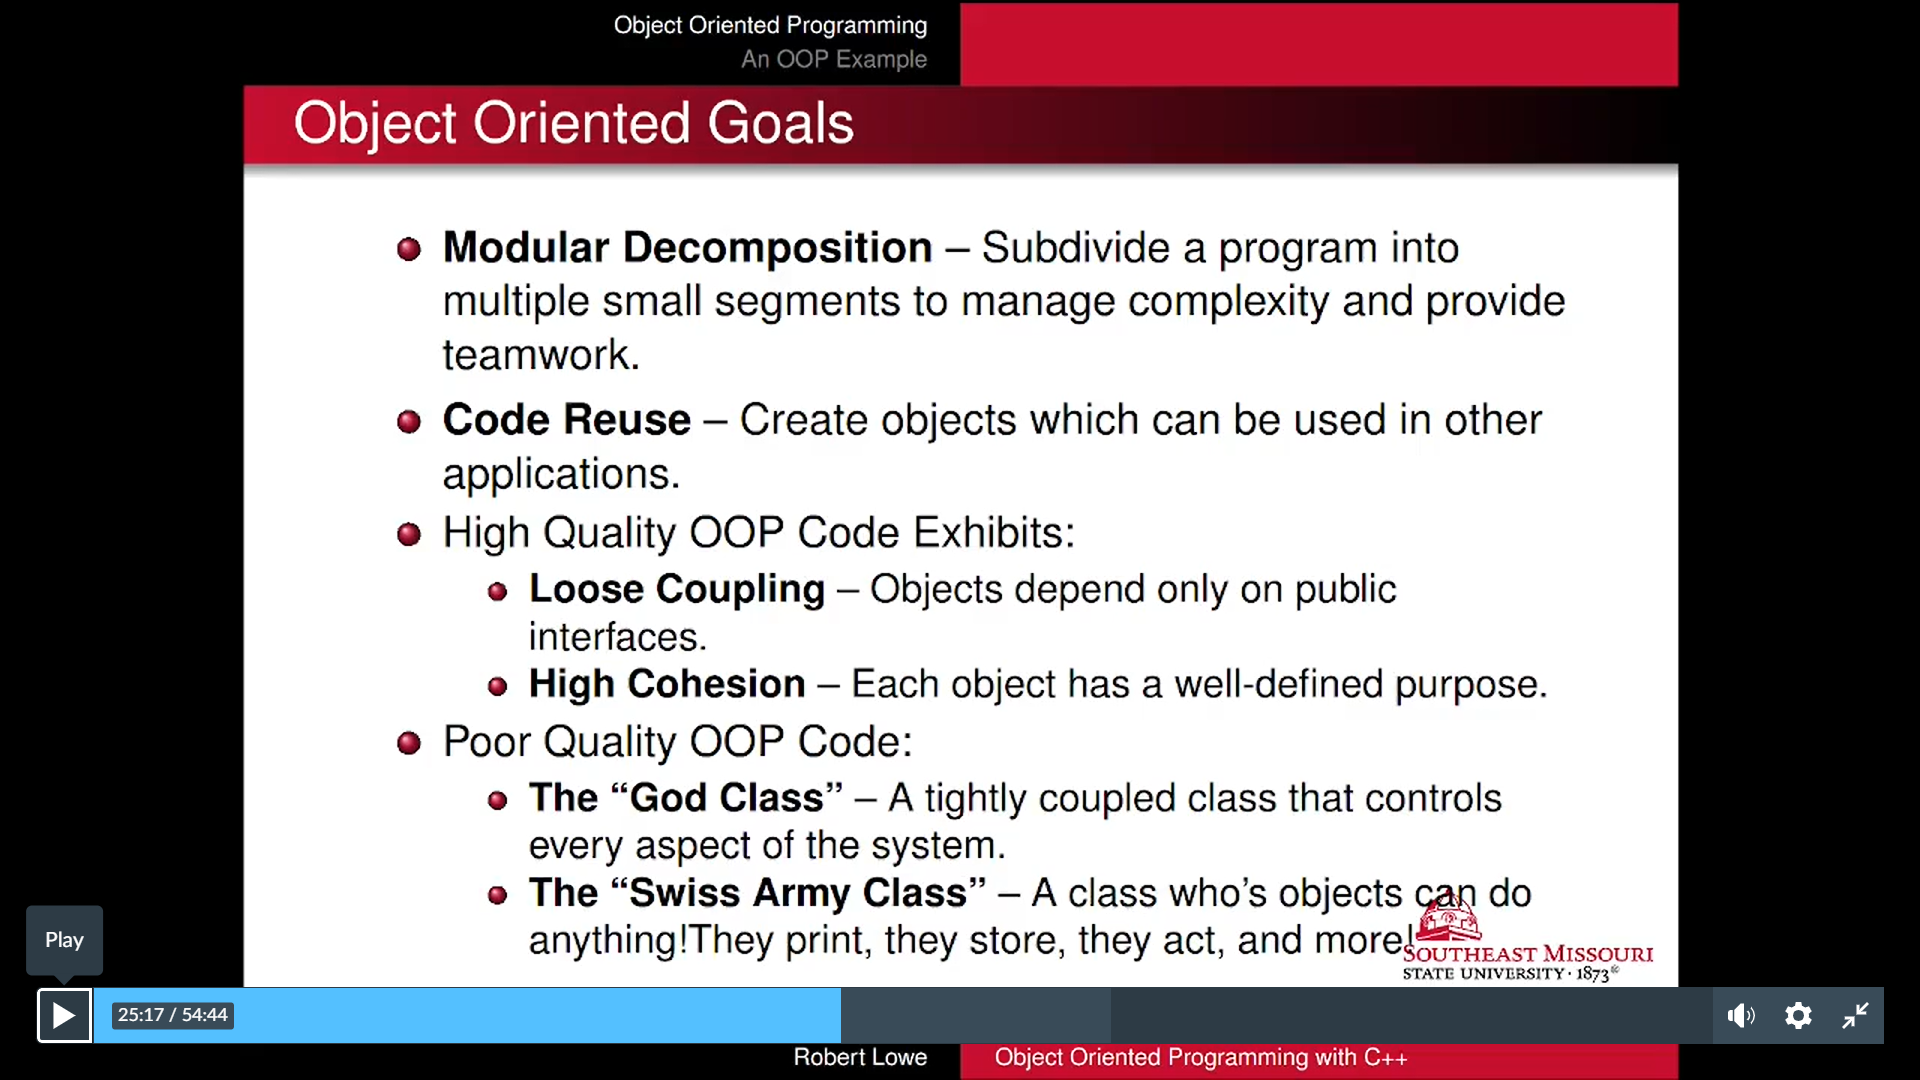 Object Oriented Programming
An OOP Example
Object Oriented Goals
Modular Decomposition – Subdivide a program into
multiple small segments to manage complexity and provide
teamwork.
Code Reuse – Create objects which can be used in other
applications.
High Quality OOP Code Exhibits:
Loose Coupling – Objects depend only on public
interfaces.
High Cohesion – Each object has a well-defined purpose.
Poor Quality OOP Code:
The “God Class” – A tightly coupled class that controls
every aspect of the system.
The “Swiss Army Class” – A class who’s objects can do
anything!They print, they store, they act, and more!
SOUTHEAST MISSOURI
STATE UNIVERSITY · 1873®
Play
25:17 / 54:44
Robert Lowe
Object Oriented Programming with C++